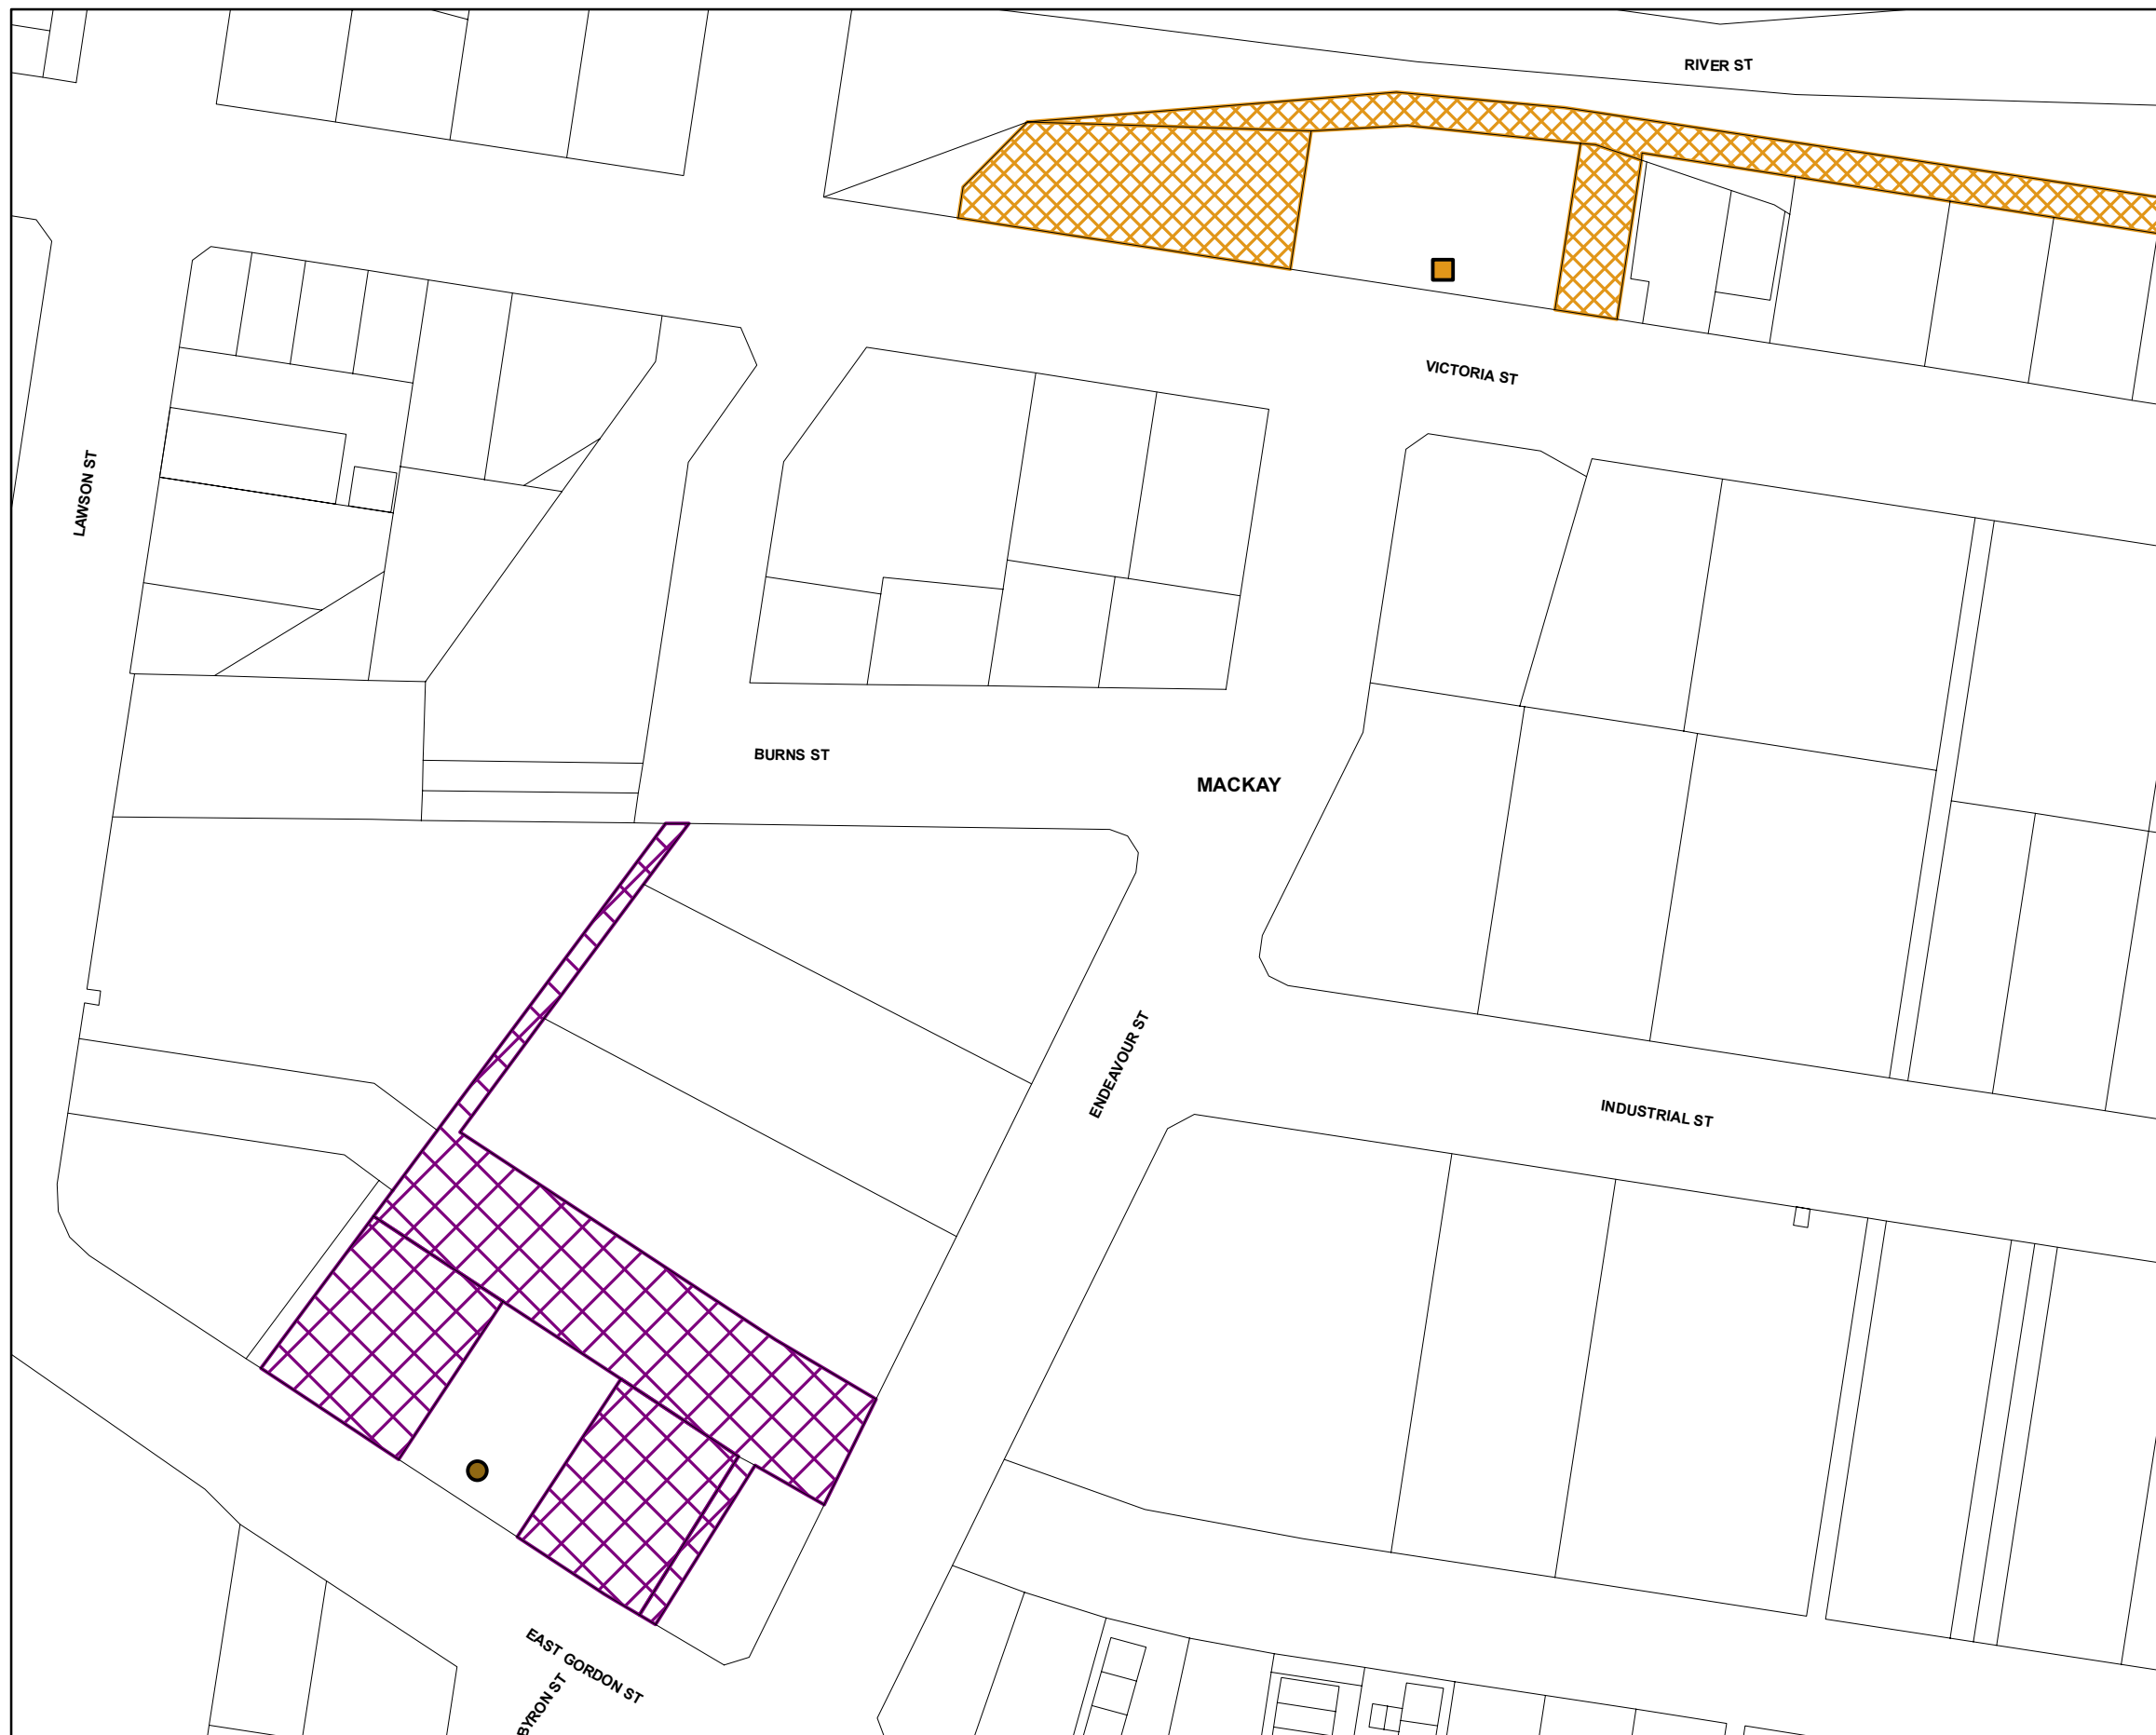 RIVER ST
VICTORIA ST
LAWSON ST
BURNS ST
MACKAY
ENDEAVOUR ST
INDUSTRIAL ST
EAST GORDON ST
BYRON ST